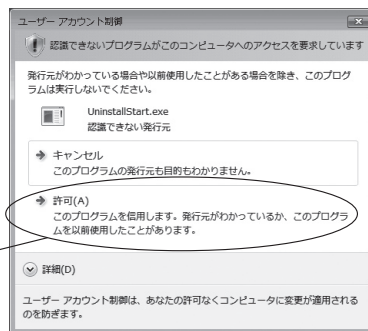 ユーザー アカウント制御
認識できないプログラムがこのコンピュータへのアクセスを要求しています
発行元がわかっている場合や以前使用したことがある場合を除き、このプログ
ラムは実行しないでください。
UninstallStart.exe
認識できない発行元
キャンセル
このプログラムの発行元も目的もわかりません。
許可(A)
このプログラムを信用します。発行元がわかっているか、このプログラ
ムを以前使用したことがあります。
詳細(D)
ユーザー アカウント制御は、あなたの許可なくコンピュータに変更が適用される
のを防ぎます。